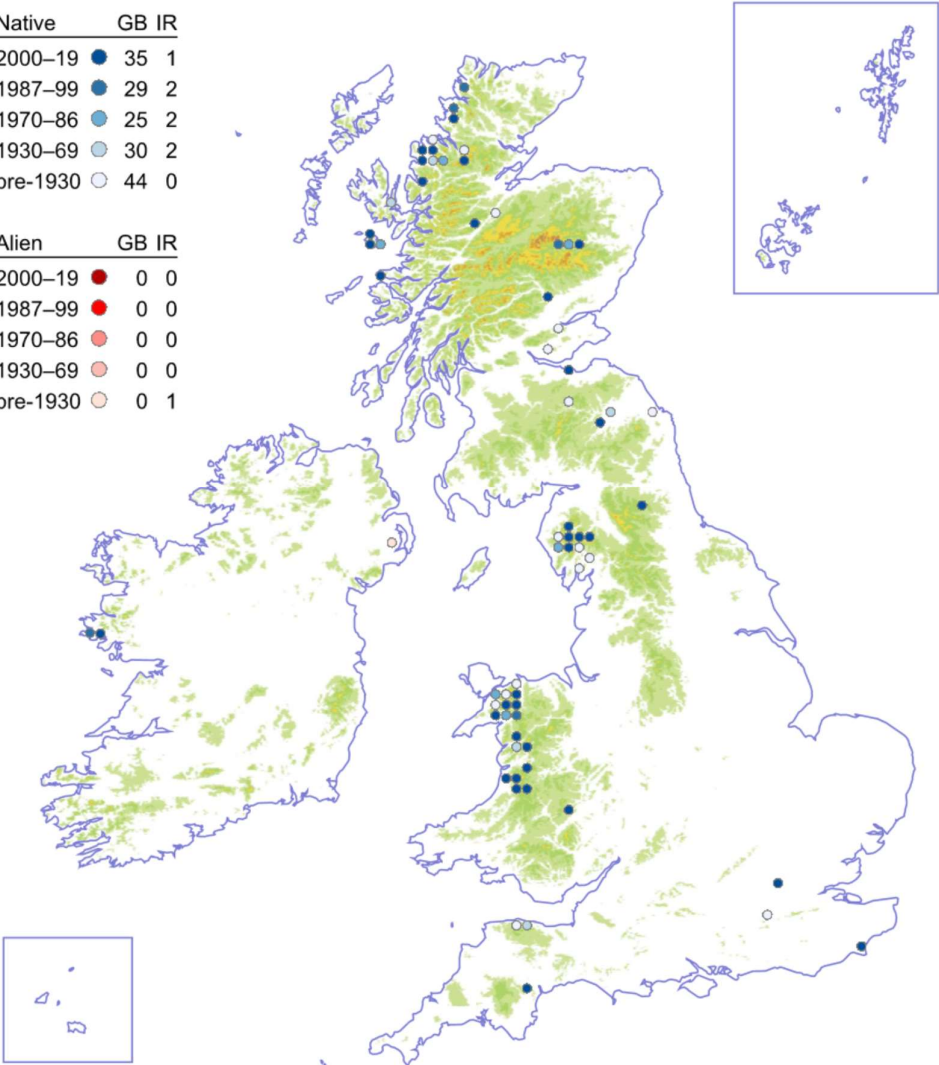 Native GB IR
2000–19 35 1
1987–99 29 2
1970–86 25 2
1930–69 30 2
pre-1930 44 0
Alien GB IR
2000–19 0 0
1987–99 0 0
1970–86 0 0
1930–69 0 0
pre-1930 0 1